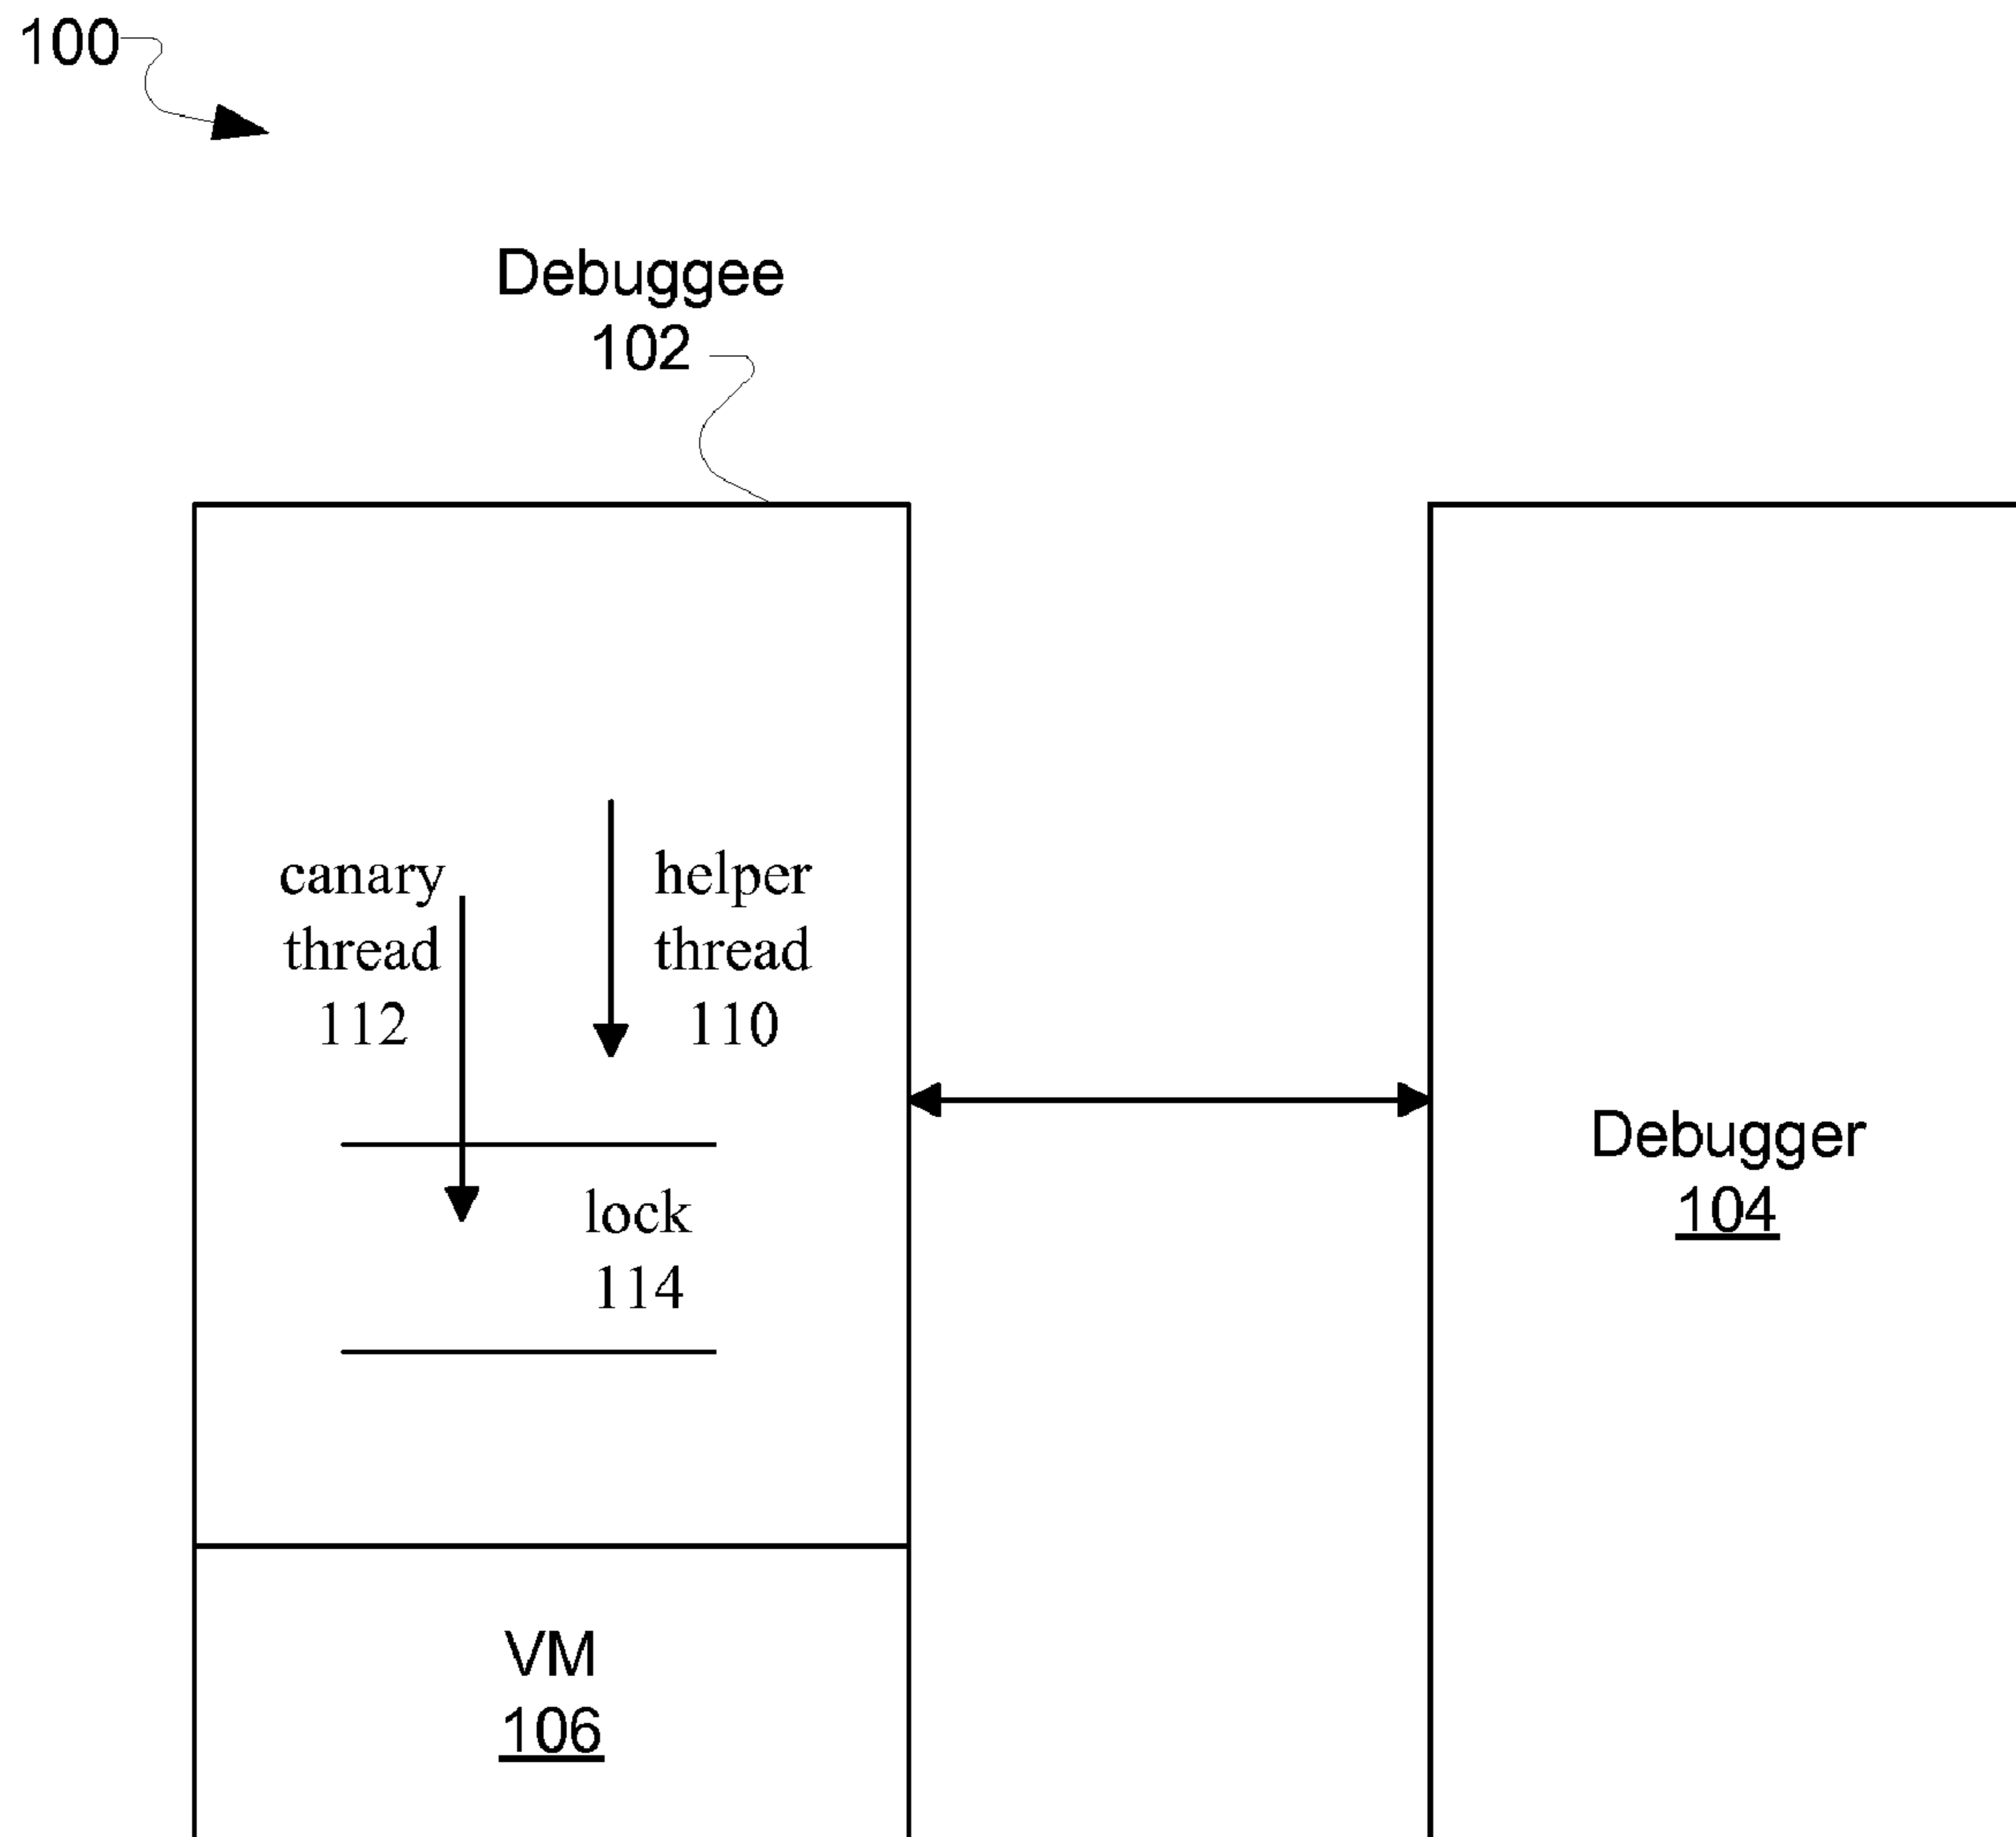 100
Debuggee
102
canary
thread
112
helper
thread
110
lock
114
Debugger
104
VM
106